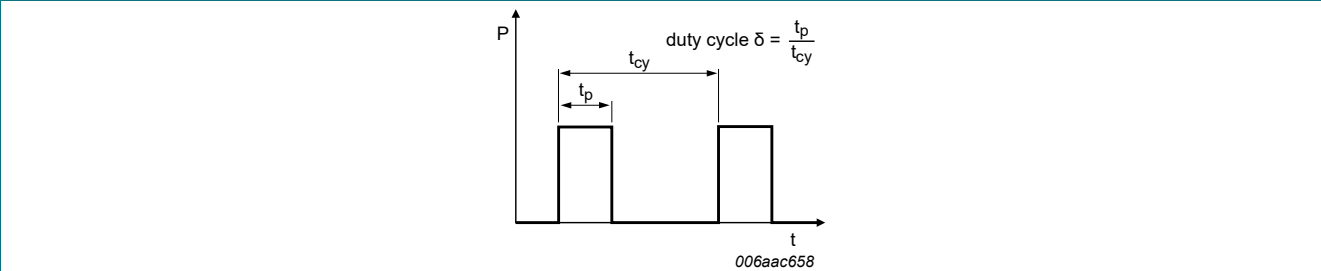 P
duty cycle δ = tp
tcy
tcy
tp
t
006aac658